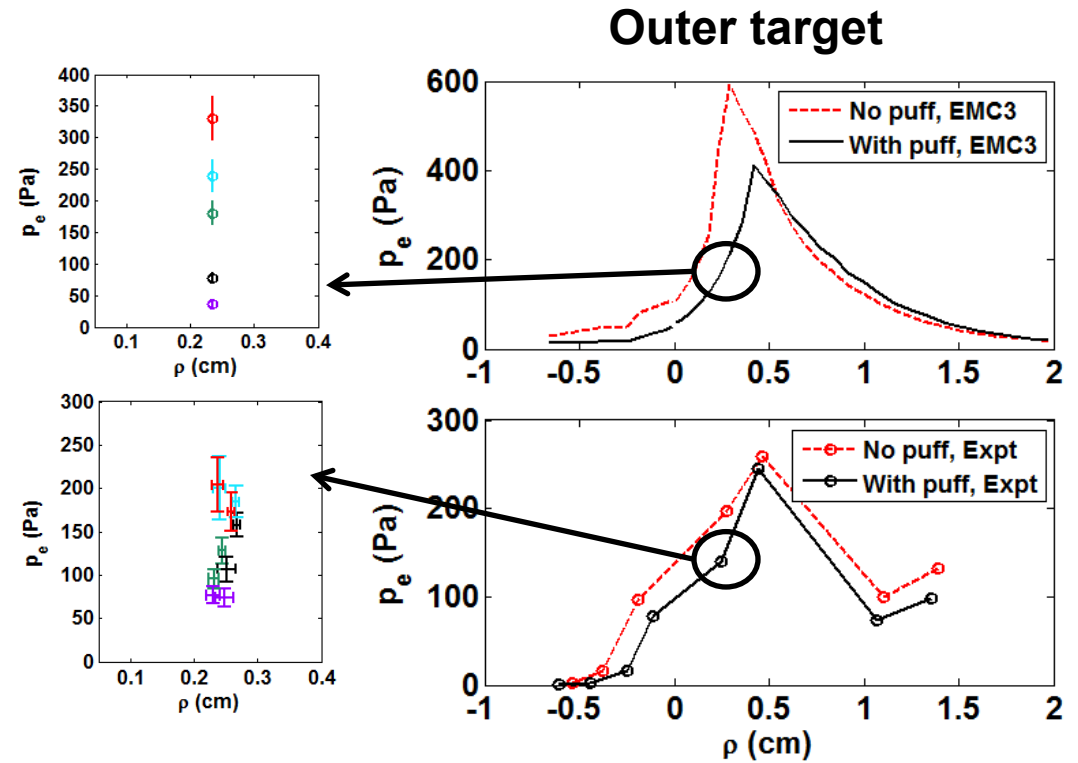 Outer target
400
350
300
250
200
150
100
50
0
0.1 0.2 0.3 0.4
ρ (cm)
pe (Pa)
600
400
200
0
-1 -0.5 0 0.5 1 1.5 2
pe (Pa)
No puff, EMC3
With puff, EMC3
300
250
200
150
100
50
0
0.1 0.2 0.3 0.4
ρ (cm)
pe (Pa)
300
200
100
0
-1 -0.5 0 0.5 1 1.5 2
ρ (cm)
pe (Pa)
No puff, Expt
With puff, Expt